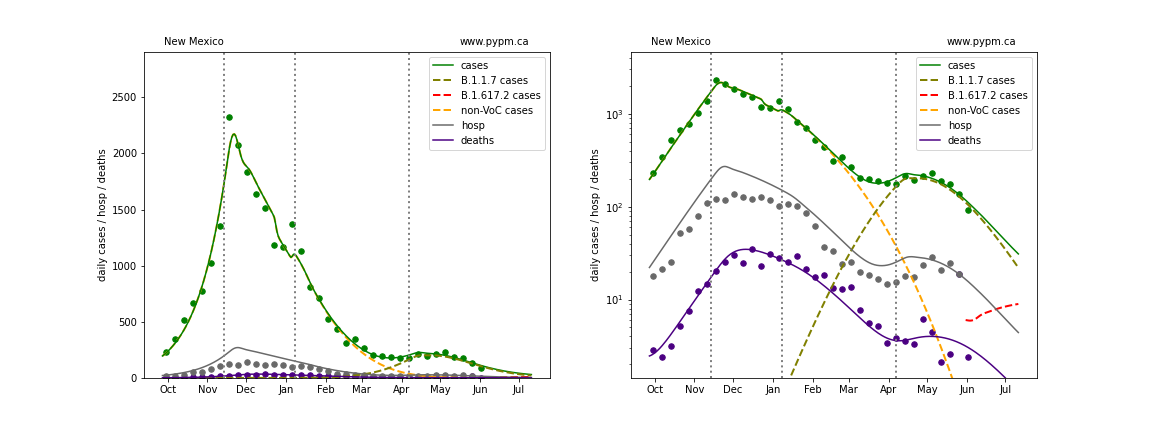 New Mexico www.pypm.ca
cases
B.1.1.7 cases
B.1.617.2 cases
non-VoC cases
hosp
deaths
2500
2000
1500
1000
500
0
daily cases / hosp / deaths
Oct Nov Dec Jan Feb Mar Apr May Jun Jul
New Mexico www.pypm.ca
cases
B.1.1.7 cases
B.1.617.2 cases
non-VoC cases
hosp
deaths
10³
10²
10¹
daily cases / hosp / deaths
Oct Nov Dec Jan Feb Mar Apr May Jun Jul